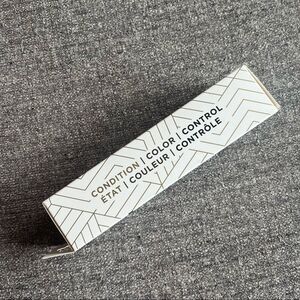 CONDITION | COLOR | CONTROL
ÉTAT | COULEUR | CONTRÔLE